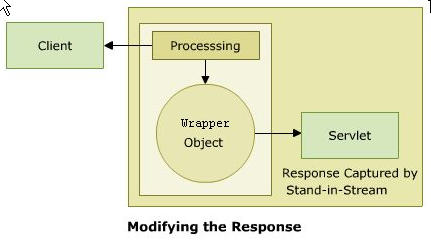 Client
Processsing
Wrapper
Object
Servlet
Response Captured by
Stand-in-Stream
Modifying the Response